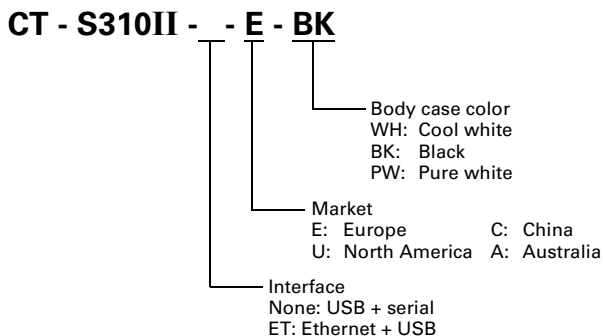 CT - S310II - _ - E - BK
Body case color
WH: Cool white
BK: Black
PW: Pure white
Market
E: Europe C: China
U: North America A: Australia
Interface
None: USB + serial
ET: Ethernet + USB